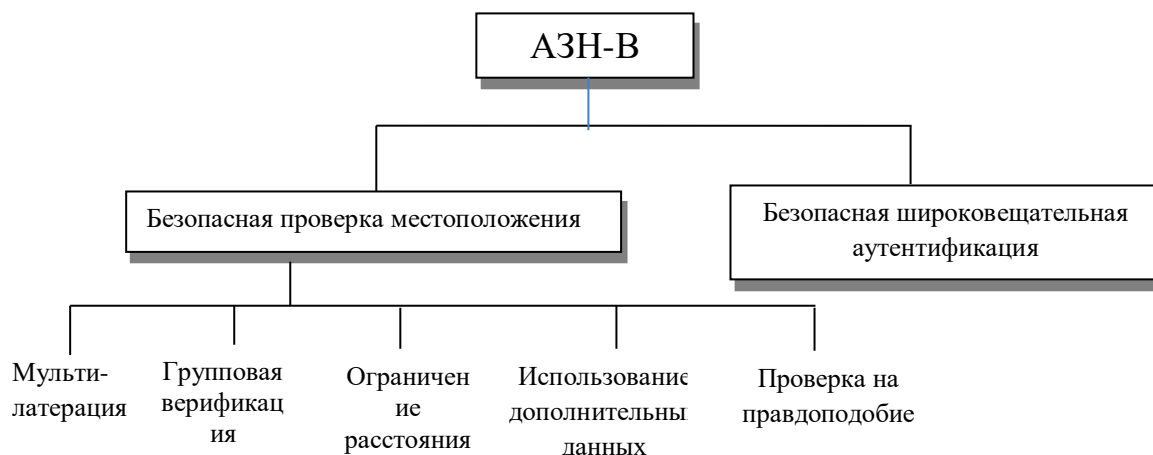 АЗН-В
Безопасная проверка местоположения
Безопасная широковещательная
аутентификация
Мульти-
латерация
Групповая
верификац
ия
Ограничен
ие
расстояния
Использование
дополнительны
данных
Проверка на
правдоподобие